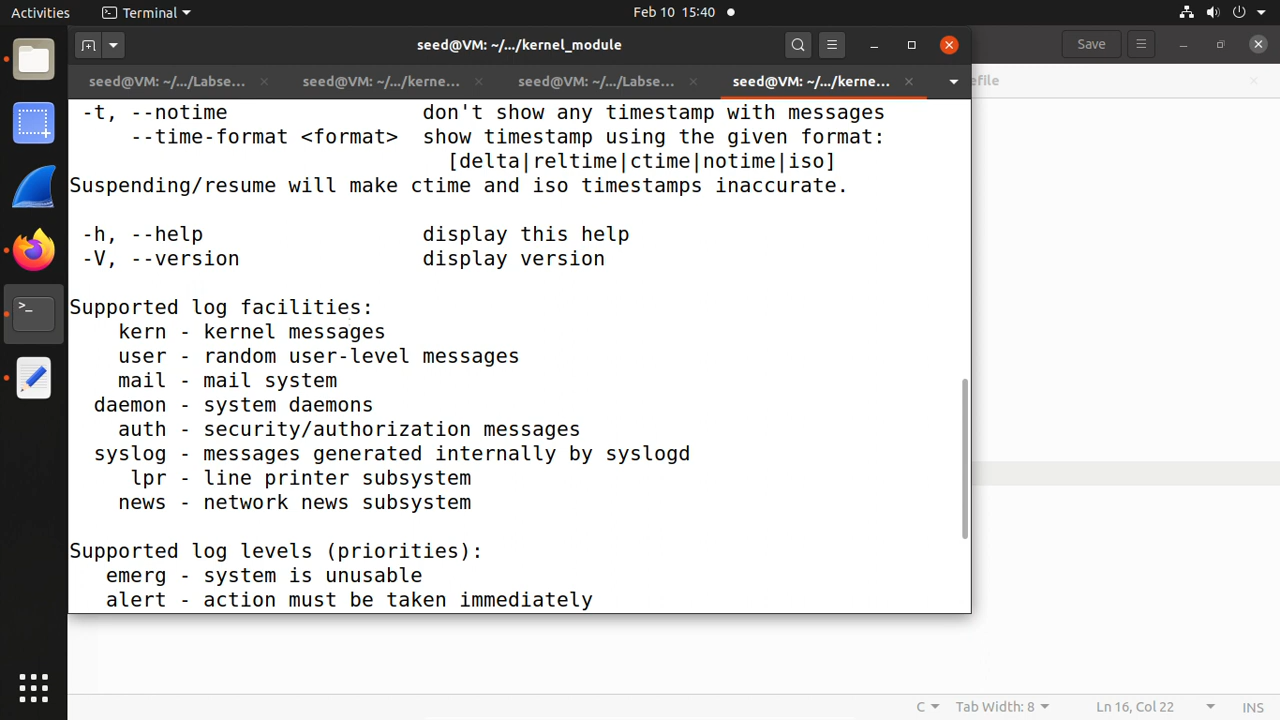 Activities
Terminal
Feb 10 15:40
seed@VM: ~/.../kernel_module
Save
seed@VM: ~/.../Labse...
seed@VM: ~/.../kerne...
seed@VM: ~/.../Labse...
seed@VM: ~/.../kerne...
efile
-t, --notime don't show any timestamp with messages
--time-format <format> show timestamp using the given format:
[delta|reltime|ctime|notime|iso]
Suspending/resume will make ctime and iso timestamps inaccurate.
-h, --help display this help
-V, --version display version
Supported log facilities:
kern - kernel messages
user - random user-level messages
mail - mail system
daemon - system daemons
auth - security/authorization messages
syslog - messages generated internally by syslogd
lpr - line printer subsystem
news - network news subsystem
Supported log levels (priorities):
emerg - system is unusable
alert - action must be taken immediately
C Tab Width: 8 Ln 16, Col 22 INS